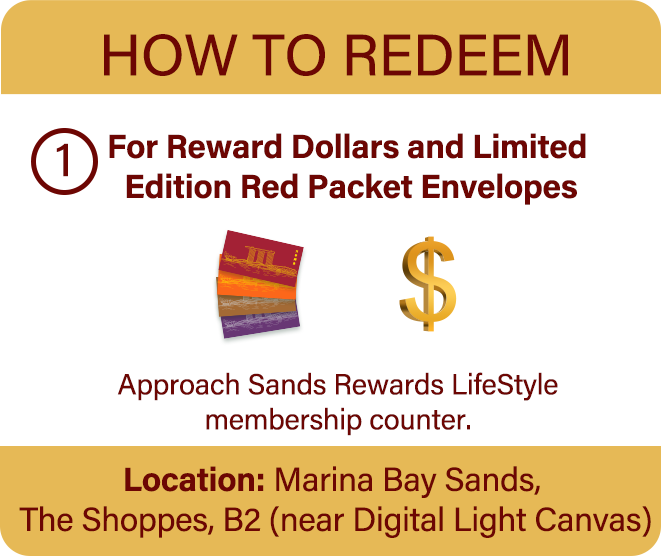 HOW TO REDEEM
1 For Reward Dollars and Limited
Edition Red Packet Envelopes
$
Approach Sands Rewards LifeStyle
membership counter.
Location: Marina Bay Sands,
The Shoppes, B2 (near Digital Light Canvas)